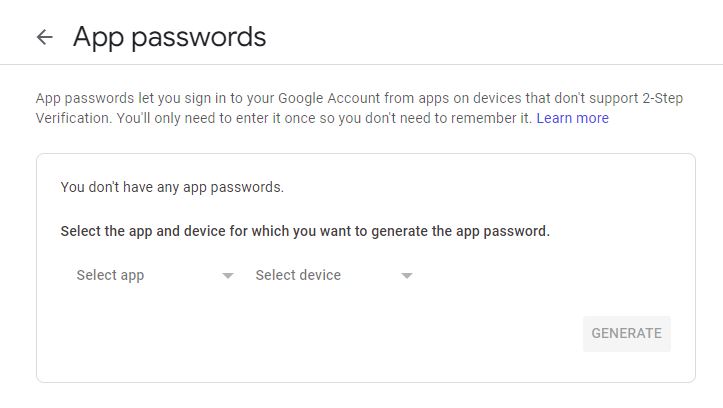 App passwords
App passwords let you sign in to your Google Account from apps on devices that don't support 2-Step
Verification. You'll only need to enter it once so you don't need to remember it. Learn more
You don't have any app passwords.
Select the app and device for which you want to generate the app password.
Select app Select device
GENERATE